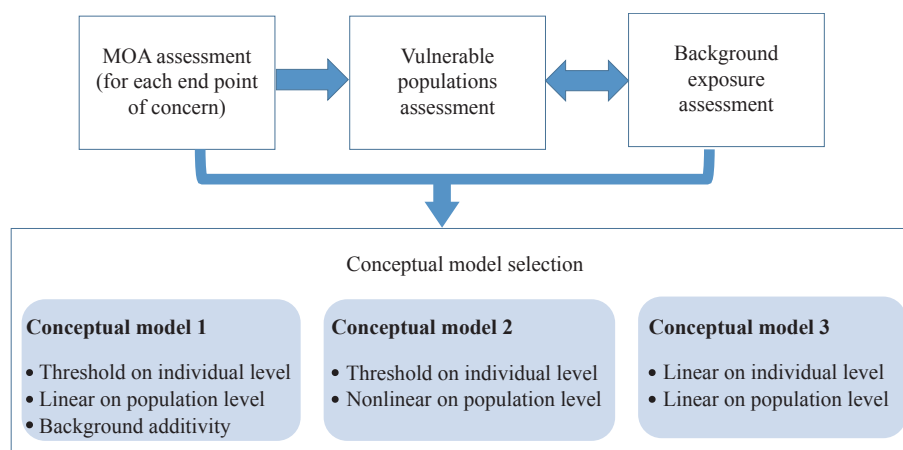 MOA assessment
(for each end point
of concern)
Vulnerable
populations
assessment
Background
exposure
assessment
Conceptual model selection
Conceptual model 1
• Threshold on individual level
• Linear on population level
• Background additivity
Conceptual model 2
• Threshold on individual level
• Nonlinear on population level
Conceptual model 3
• Linear on individual level
• Linear on population level